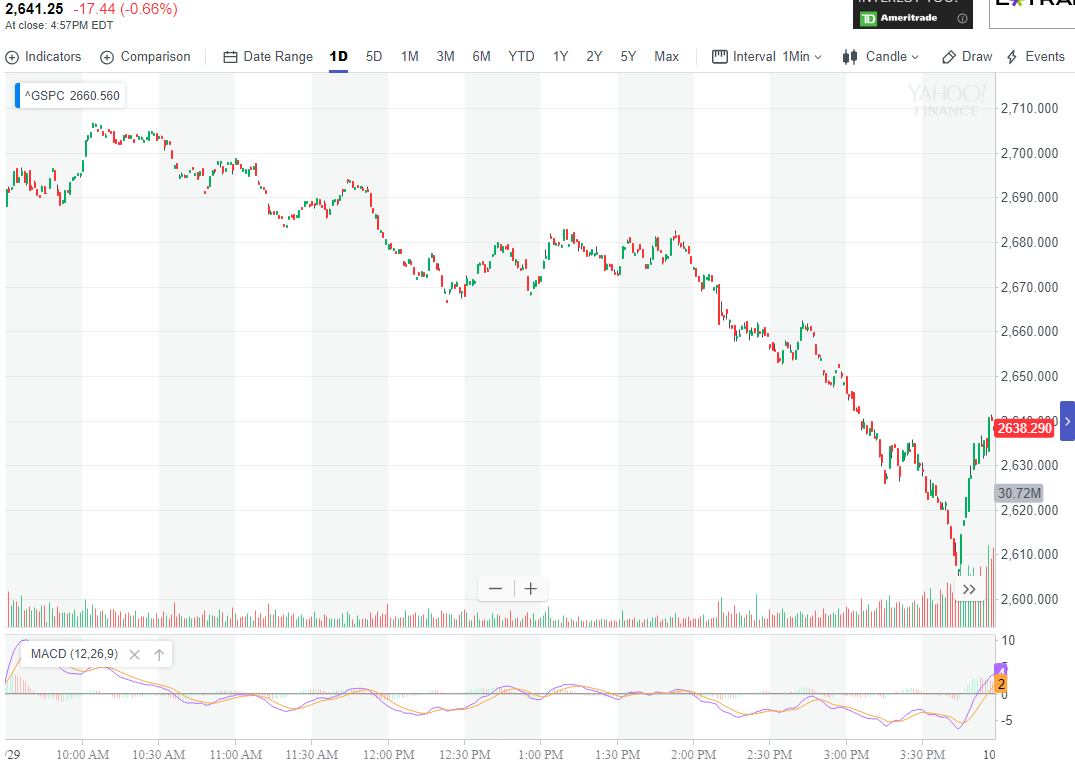 INTEREST YOU?
2,641.25 -17.44 (-0.66%)
At close: 4:57PM EDT
TD Ameritrade
Indicators Comparison Date Range 1D 5D 1M 3M 6M YTD 1Y 2Y 5Y Max Interval 1Min Candle Draw Events
^GSPC 2660.560
YAHOO!
FINANCE
2,710.000
2,700.000
2,690.000
2,680.000
2,670.000
2,660.000
2,650.000
2638.290
2,630.000
30.72M
2,620.000
2,610.000
2,600.000
MACD (12,26,9)
10
4
2
0
-5
/29 10:00 AM 10:30 AM 11:00 AM 11:30 AM 12:00 PM 12:30 PM 1:00 PM 1:30 PM 2:00 PM 2:30 PM 3:00 PM 3:30 PM 10